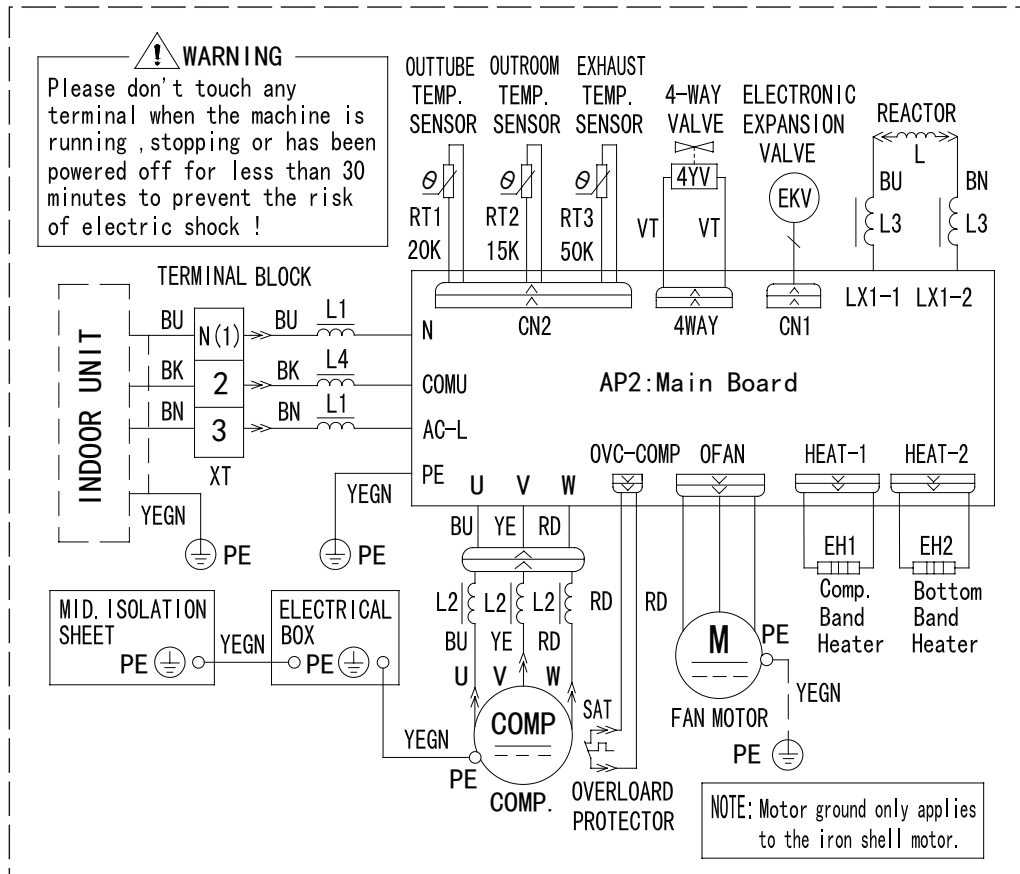 WARNING
Please don't touch any
terminal when the machine is
running ,stopping or has been
powered off for less than 30
minutes to prevent the risk
of electric shock !
OUTTUBE
TEMP.
SENSOR
OUTROOM
TEMP.
SENSOR
EXHAUST
TEMP.
SENSOR
4-WAY
VALVE
ELECTRONIC
EXPANSION
VALVE
REACTOR
L
4YV
EKV
BU
BN
RT1
20K
RT2
15K
RT3
50K
VT
VT
L3
L3
TERMINAL BLOCK
CN2
4WAY
CN1
LX1-1
LX1-2
INDOOR UNIT
BU
N(1)
BU
L1
N
BK
2
BK
L4
COMU
BN
3
BN
L1
AC-L
XT
PE
AP2:Main Board
YEGN
PE
YEGN
PE
U
V
W
OVC-COMP
OFAN
HEAT-1
HEAT-2
BU
YE
RD
L2
L2
L2
BU
YE
RD
U
V
W
RD
RD
EH1
Comp.
Band
Heater
EH2
Bottom
Band
Heater
MID. ISOLATION
SHEET
PE
YEGN
ELECTRICAL
BOX
PE
YEGN
PE
COMP
COMP.
SAT
OVERLOARD
PROTECTOR
M
FAN MOTOR
PE
YEGN
PE
NOTE: Motor ground only applies
to the iron shell motor.